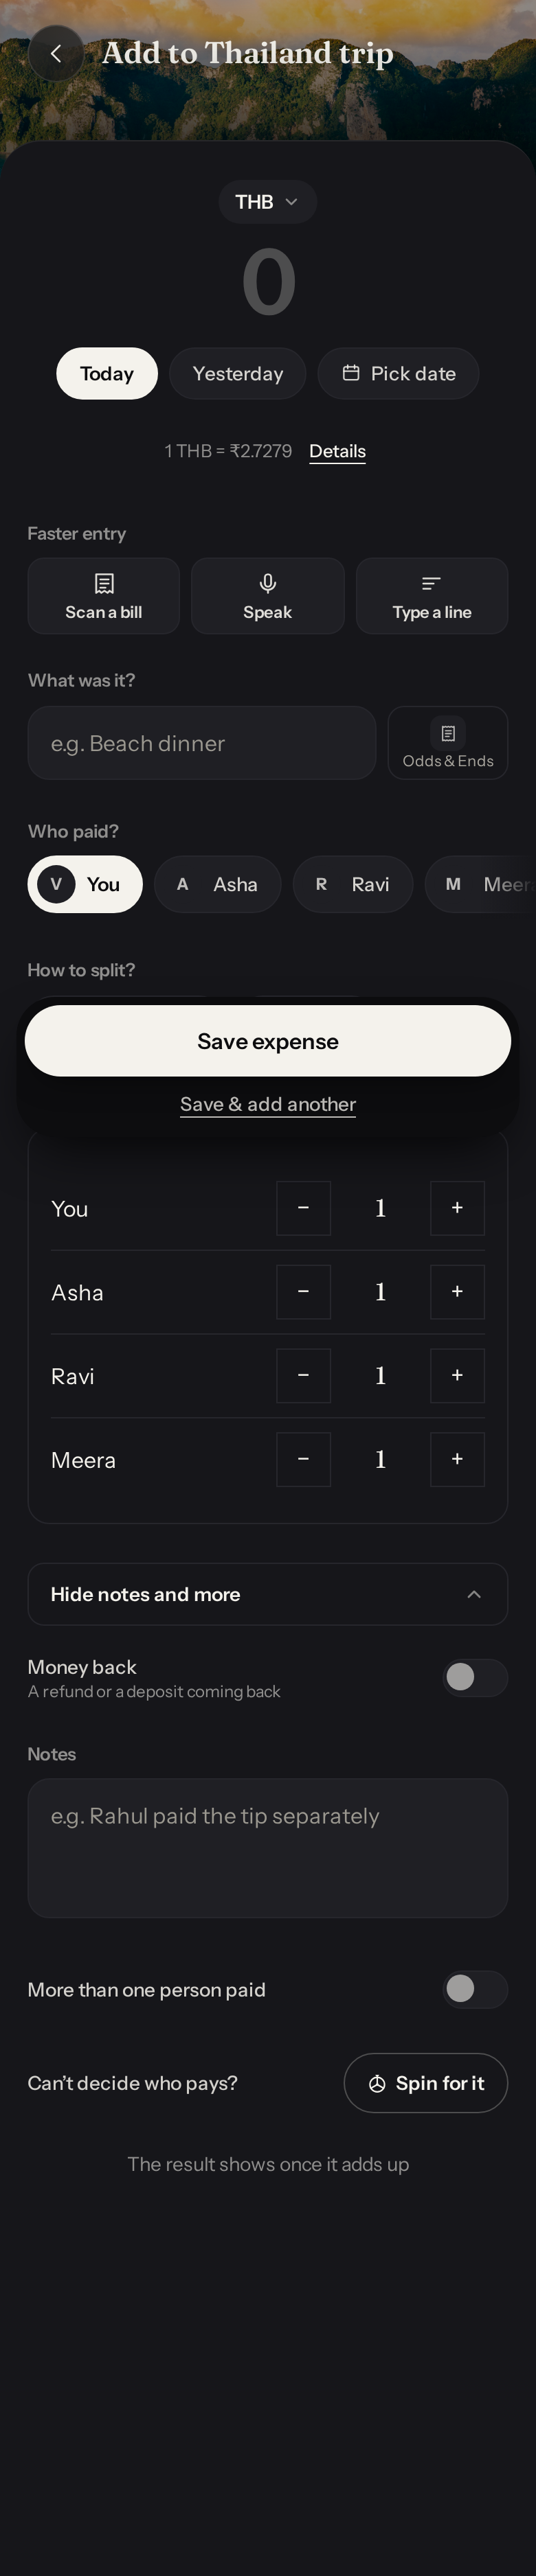 Add to Thailand trip
THB
0
Today Yesterday Pick date
1 THB = ₹2.7279 Details
Faster entry
Scan a bill Speak Type a line
What was it?
e.g. Beach dinner Odds & Ends
Who paid?
V You A Asha R Ravi M Meera
How to split?
Save expense
Save & add another
You − 1 +
Asha − 1 +
Ravi − 1 +
Meera − 1 +
Hide notes and more
Money back
A refund or a deposit coming back
Notes
e.g. Rahul paid the tip separately
More than one person paid
Can’t decide who pays? Spin for it
The result shows once it adds up